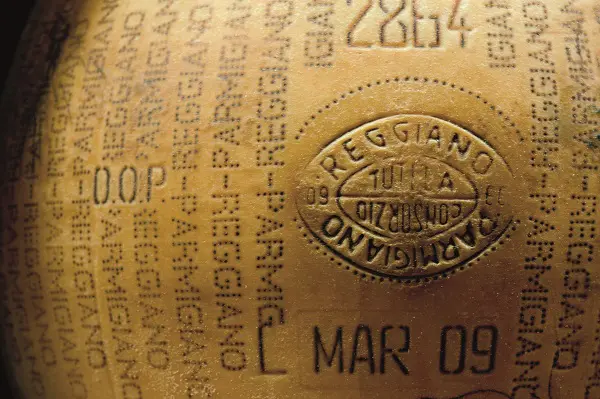 2864
REGGIANO
TUTELA
09
CONSORZIO
PARMIGIANO
D.O.P.
PARMIGIANO-REGGIANO
PARMIGIANO-REGGIANO
PARMIGIANO-REGGIANO
PARMIGIANO-REGGIANO
MAR 09